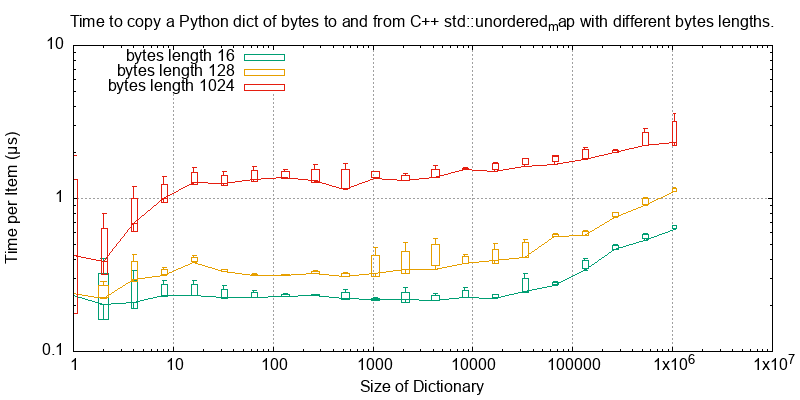 Time to copy a Python dict of bytes to and from C++ std::unordered_map with different bytes lengths.
10
bytes length 16
bytes length 128
bytes length 1024
Time per Item (µs)
1
0.1
1 10 100 1000 10000 100000 1x10^6 1x10^7
Size of Dictionary